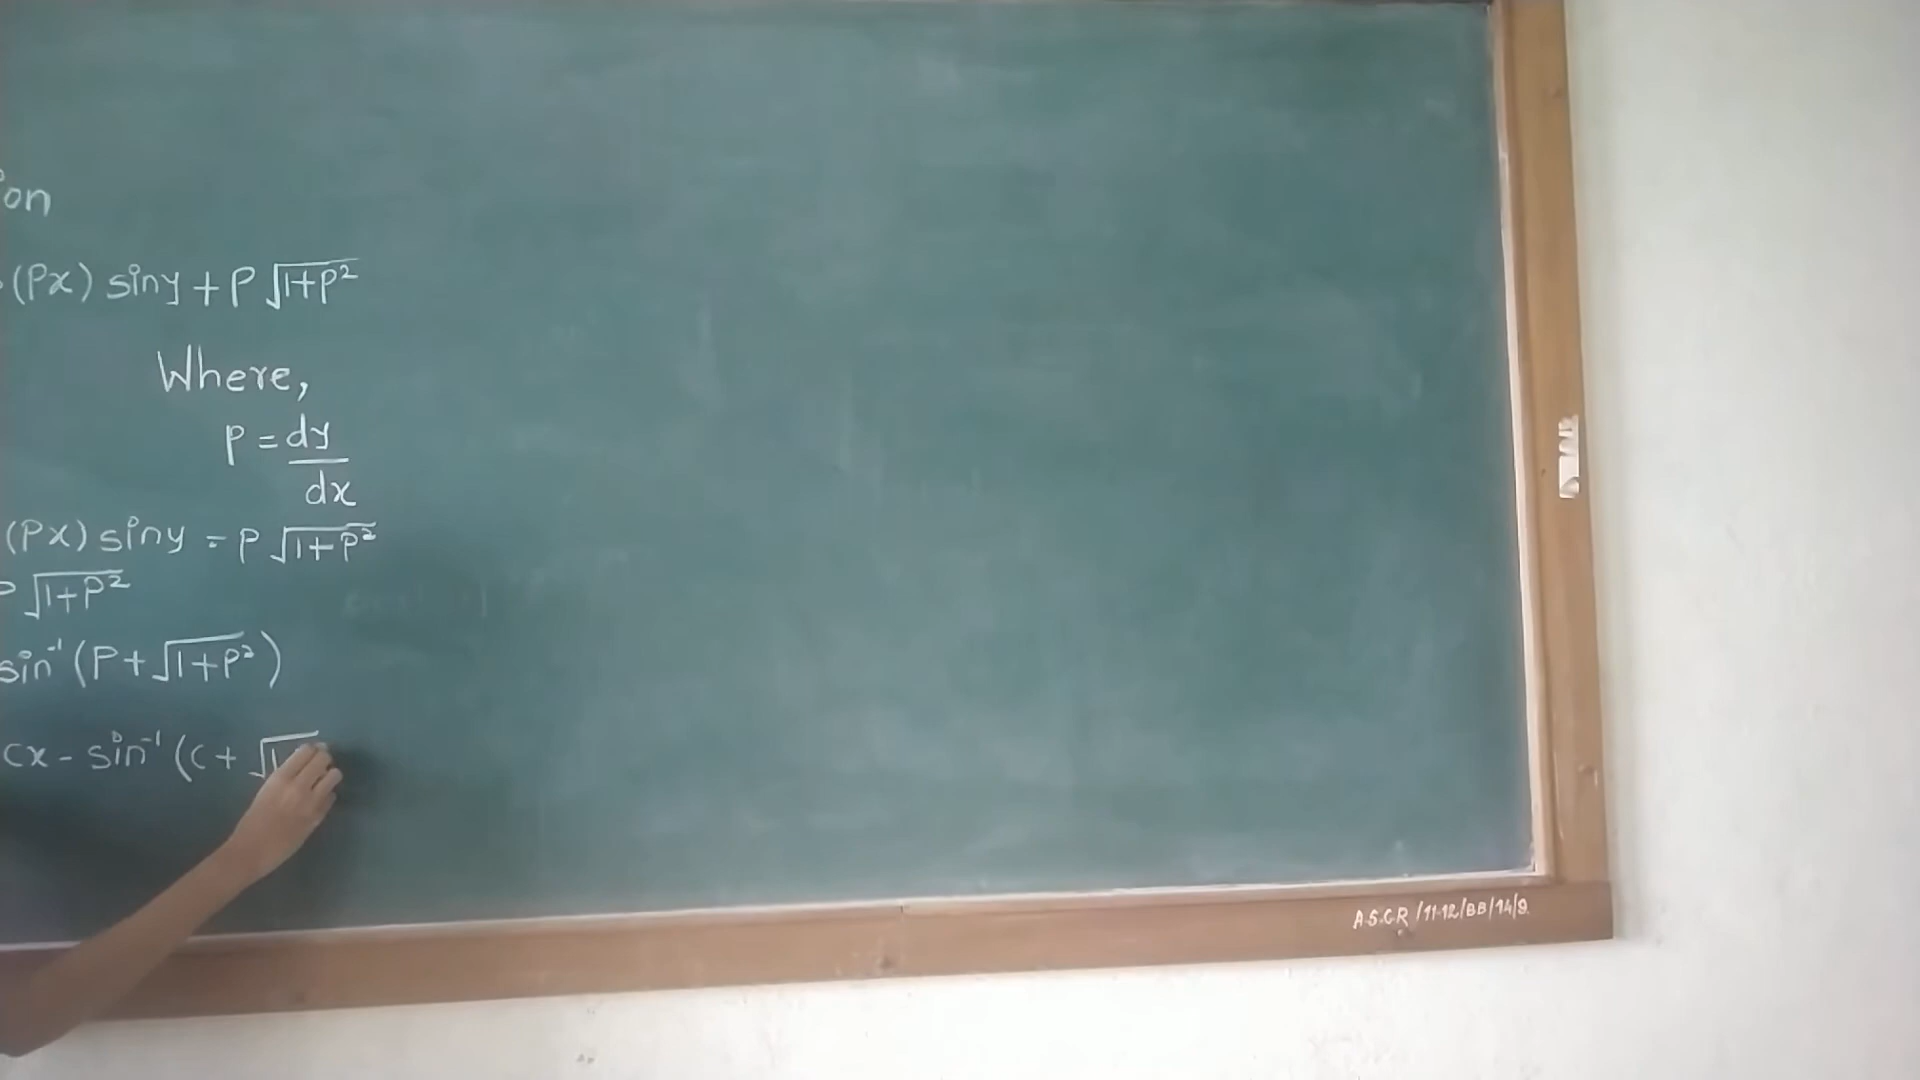 on
(Px) siny + P √1+P²
Where,
P = dy
dx
(Px) siny = P √1+P²
P √1+P²
sin⁻¹ (P + √1+P²)
cx - sin⁻¹ (c + √1
A.S.C.R /11-12/BB/14/9.